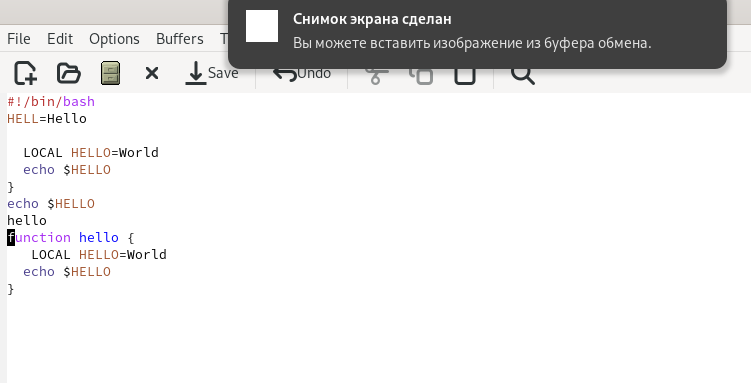 Снимок экрана сделан
Вы можете вставить изображение из буфера обмена.
File Edit Options Buffers
Save Undo
#!/bin/bash
HELL=Hello
LOCAL HELLO=World
echo $HELLO
}
echo $HELLO
hello
function hello {
LOCAL HELLO=World
echo $HELLO
}